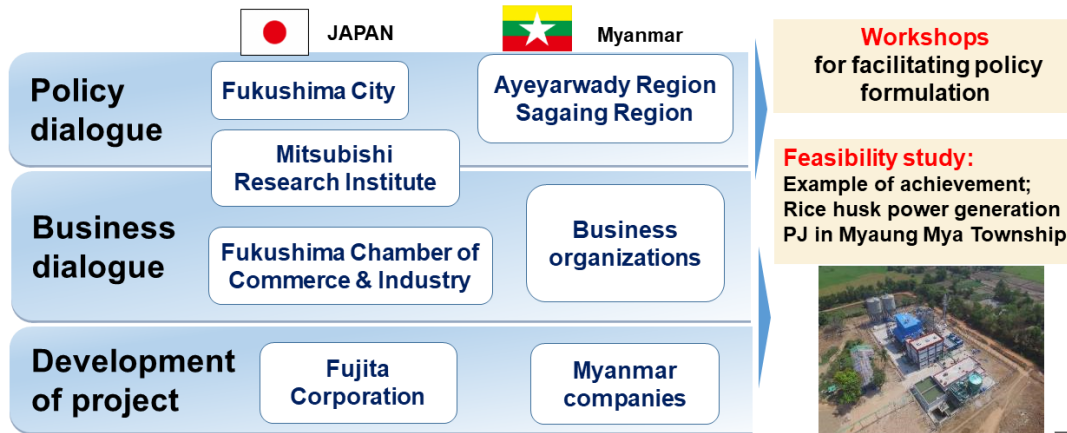 JAPAN
Myanmar
Policy
dialogue
Fukushima City
Ayeyarwady Region
Sagaing Region
Mitsubishi
Research Institute
Business
dialogue
Fukushima Chamber of
Commerce & Industry
Business
organizations
Development
of project
Fujita
Corporation
Myanmar
companies
Workshops
for facilitating policy
formulation
Feasibility study:
Example of achievement;
Rice husk power generation
PJ in Myaung Mya Township